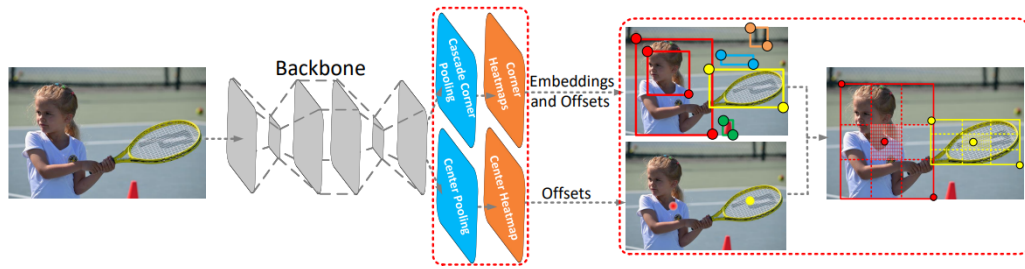 Backbone
Cascade Corner
Pooling
Corner
Heatmaps
Embeddings
and Offsets
Center Pooling
Center Heatmap
Offsets